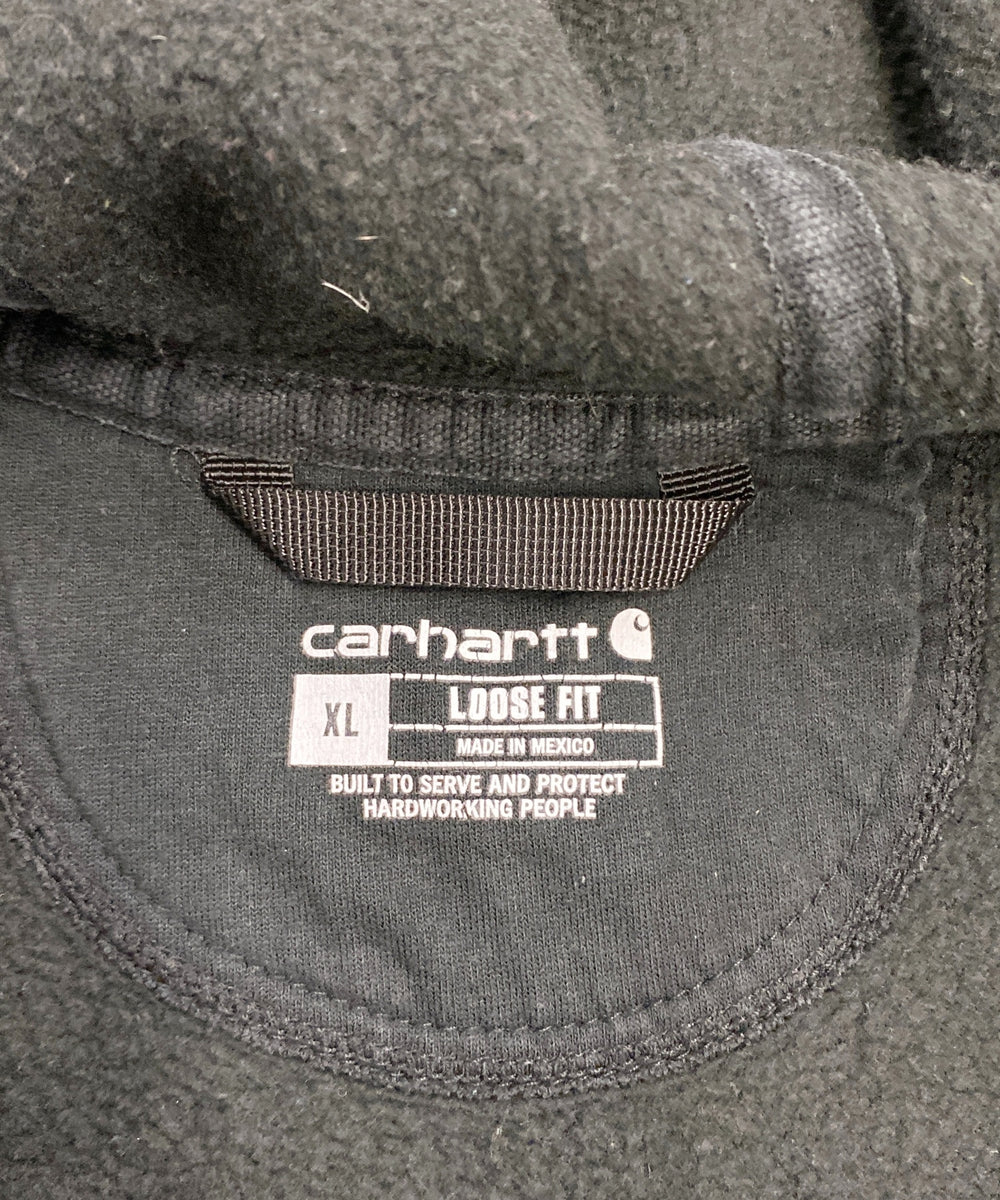 carhartt
XL
LOOSE FIT
MADE IN MEXICO
BUILT TO SERVE AND PROTECT
HARDWORKING PEOPLE